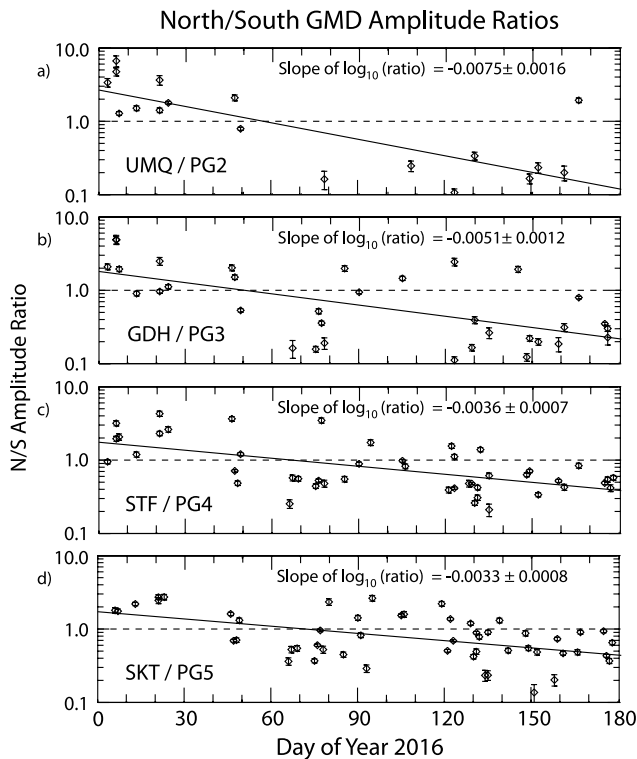 North/South GMD Amplitude Ratios
N/S Amplitude Ratio
a)
10.0
Slope of log10 (ratio) = -0.0075± 0.0016
1.0
UMQ / PG2
0.1
b)
10.0
Slope of log10 (ratio) = -0.0051± 0.0012
1.0
GDH / PG3
0.1
c)
10.0
Slope of log10 (ratio) = -0.0036 ± 0.0007
1.0
STF / PG4
0.1
d)
10.0
Slope of log10 (ratio) = -0.0033 ± 0.0008
1.0
SKT / PG5
0.1
0 30 60 90 120 150 180
Day of Year 2016